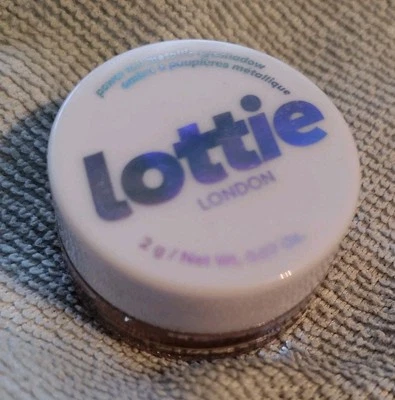 eyeshadow
paupières métallique
lottie
LONDON
2 g / Net Wt. 0.07 Oz.